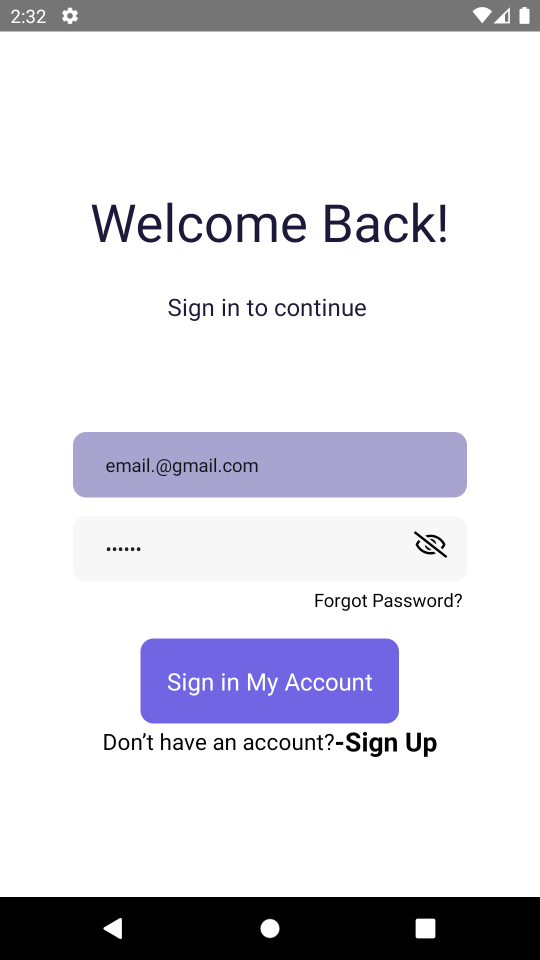 2:32
Welcome Back!
Sign in to continue
email.@gmail.com
••••••
Forgot Password?
Sign in My Account
Don’t have an account?-Sign Up